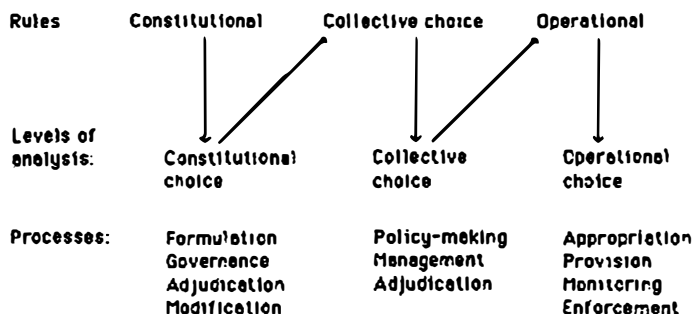 Rules Constitutional Collective choice Operational
Levels of
analysis: Constitutional Collective Operational
choice choice choice
Processes: Formulation Policy-making Appropriation
Governance Management Provision
Adjudication Adjudication Monitoring
Modification Enforcement